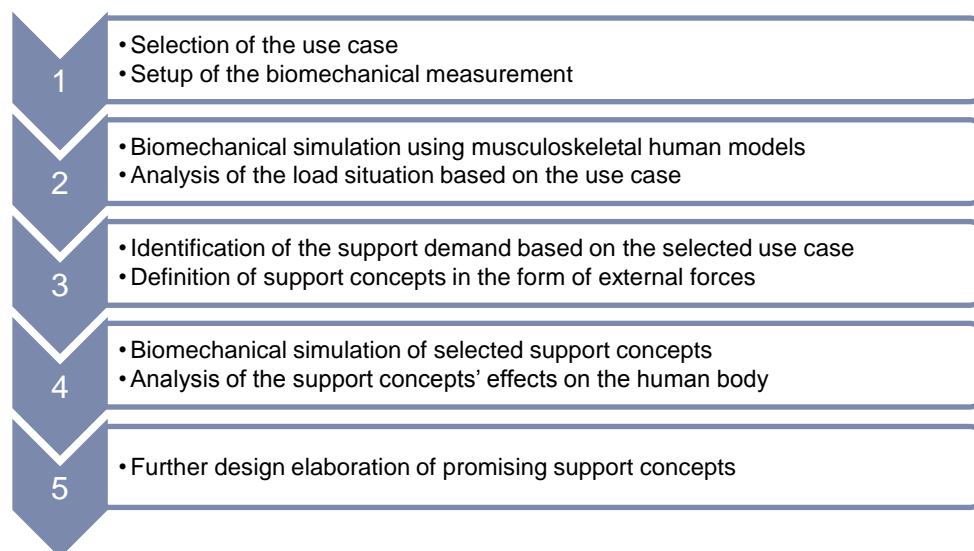 1
• Selection of the use case
• Setup of the biomechanical measurement
2
• Biomechanical simulation using musculoskeletal human models
• Analysis of the load situation based on the use case
3
• Identification of the support demand based on the selected use case
• Definition of support concepts in the form of external forces
4
• Biomechanical simulation of selected support concepts
• Analysis of the support concepts’ effects on the human body
5
• Further design elaboration of promising support concepts